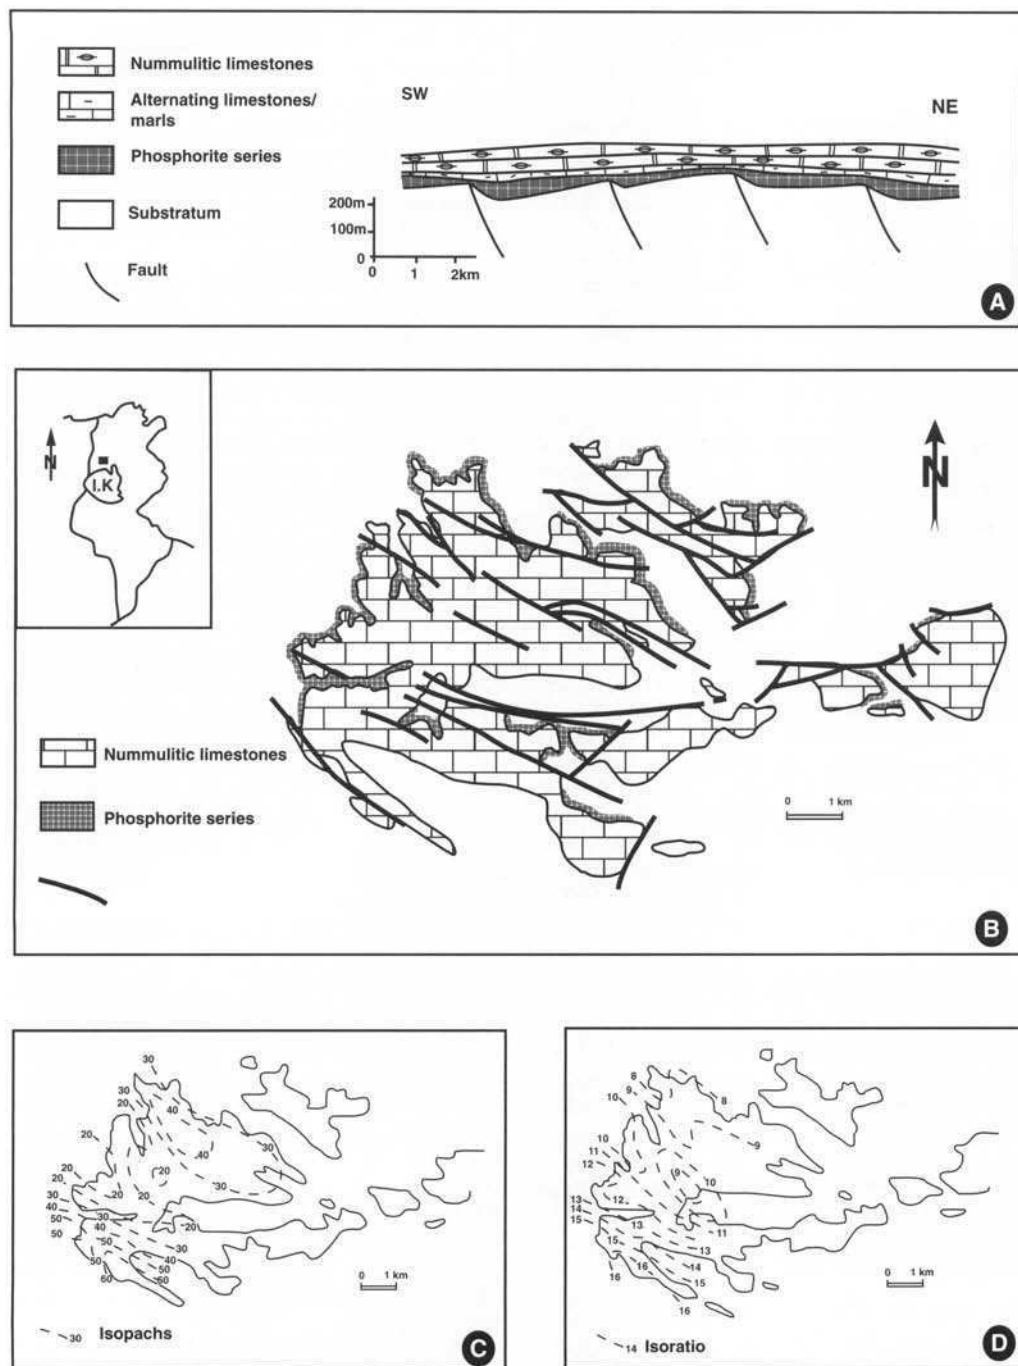 Nummulitic limestones
Alternating limestones/
marls
Phosphorite series
Substratum
Fault
SW
NE
200m
100m
0
0 1 2km
A
N
I.K
N
Nummulitic limestones
Phosphorite series
0 1 km
B
30
30
20
20
40
20
40
30
20
20
20
20
20
30
30
40
30
20
50
40
50
30
50
40
50
60
60
0 1 km
30 Isopachs
C
8
9
10
8
10
9
11
12
9
10
13
12
14
13
11
15
15
13
16
14
16
15
16
0 1 km
14 Isoratio
D